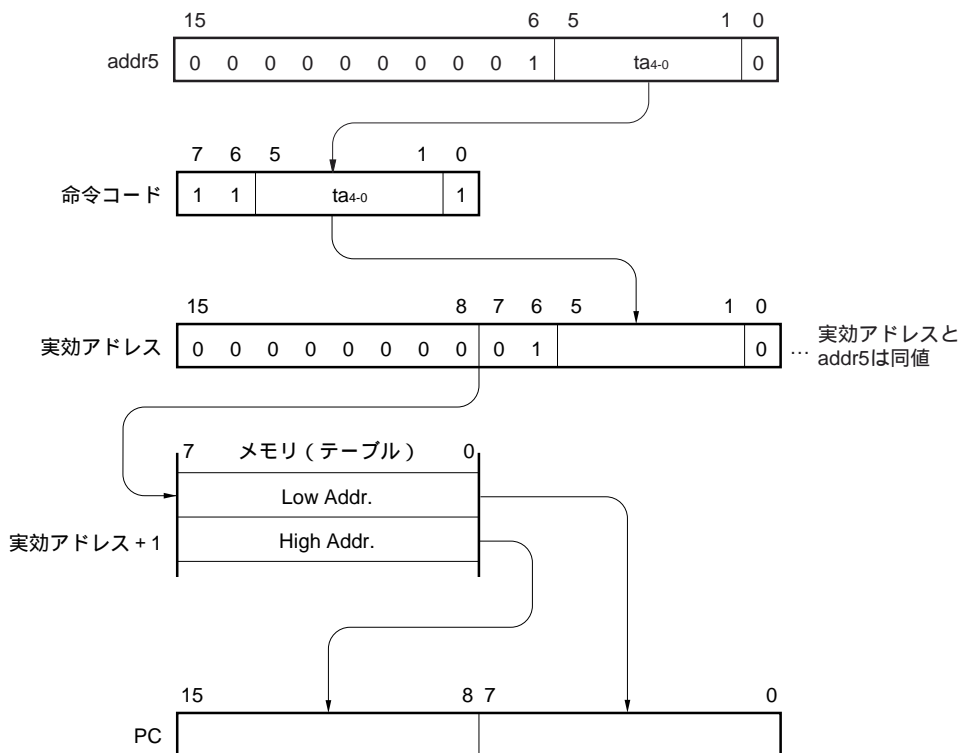 15 6 5 1 0
addr5 0 0 0 0 0 0 0 0 0 1 ta4-0 0
7 6 5 1 0
命令コード 1 1 ta4-0 1
15 8 7 6 5 1 0
実効アドレス 0 0 0 0 0 0 0 0 0 1 0 … 実効アドレスと
addr5は同値
7 メモリ（テーブル） 0
Low Addr.
実効アドレス＋1 High Addr.
15 8 7 0
PC